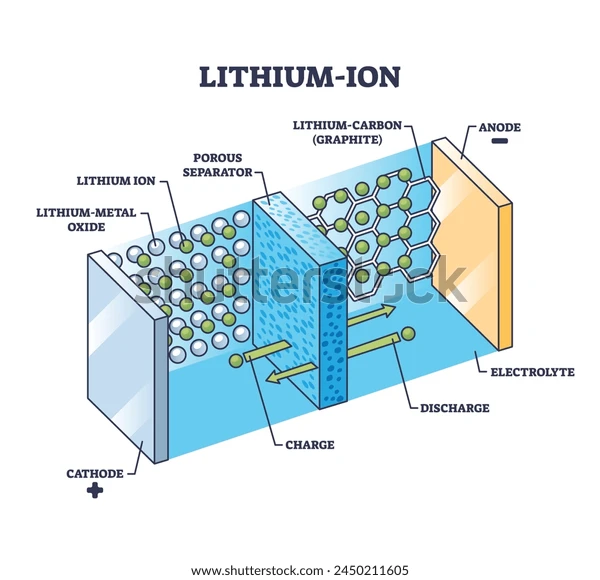 LITHIUM-ION
LITHIUM-CARBON
(GRAPHITE)
ANODE
POROUS
SEPARATOR
LITHIUM ION
LITHIUM-METAL
OXIDE
ELECTROLYTE
DISCHARGE
CHARGE
CATHODE
shutterstock
www.shutterstock.com · 2450211605